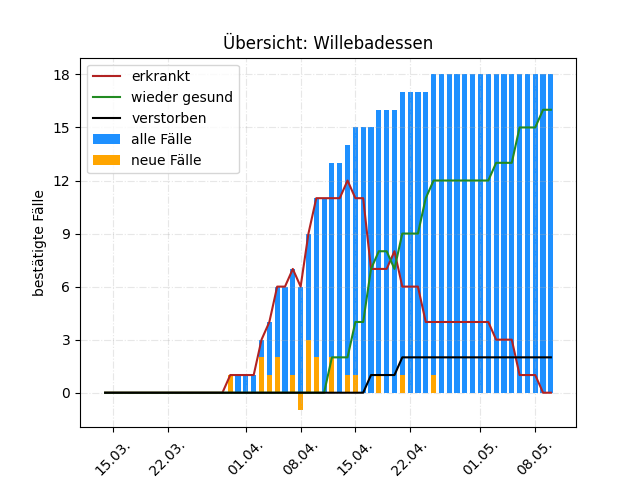 Übersicht: Willebadessen
erkrankt
wieder gesund
verstorben
alle Fälle
neue Fälle
bestätigte Fälle
18
15
12
9
6
3
0
15.03.
22.03.
01.04.
08.04.
15.04.
22.04.
01.05.
08.05.